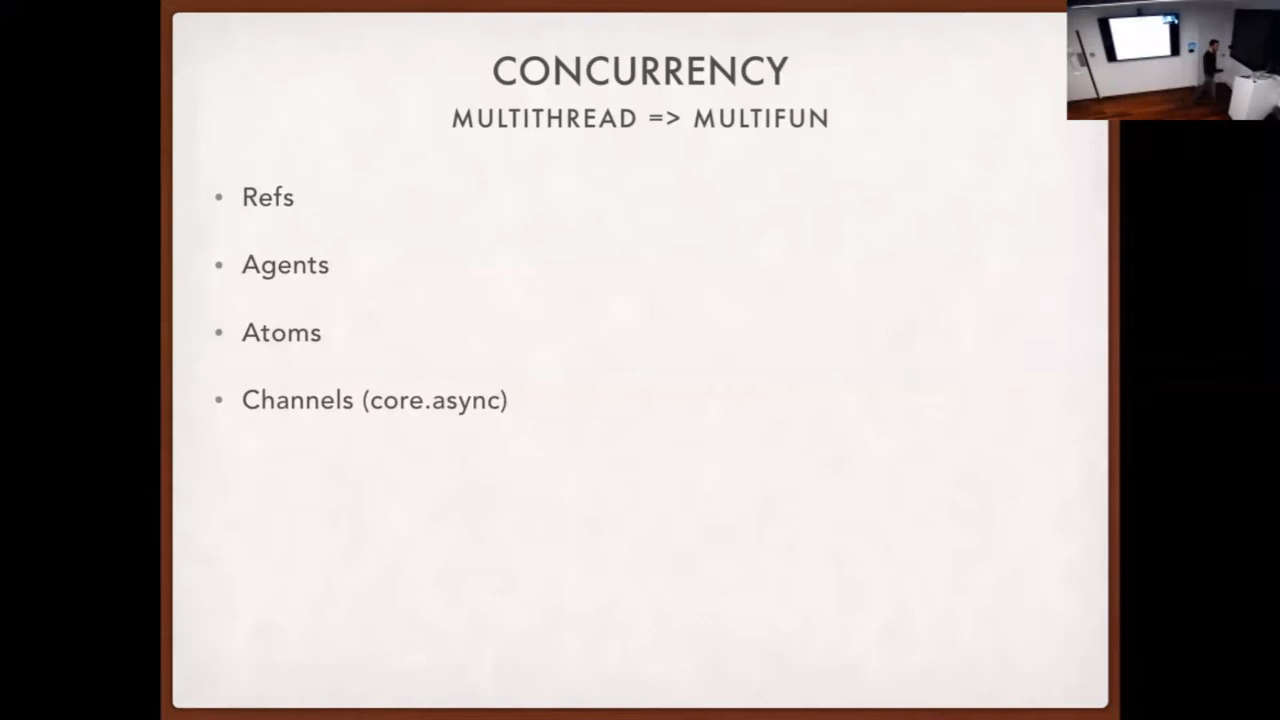 CONCURRENCY
MULTITHREAD => MULTIFUN
• Refs
• Agents
• Atoms
• Channels (core.async)